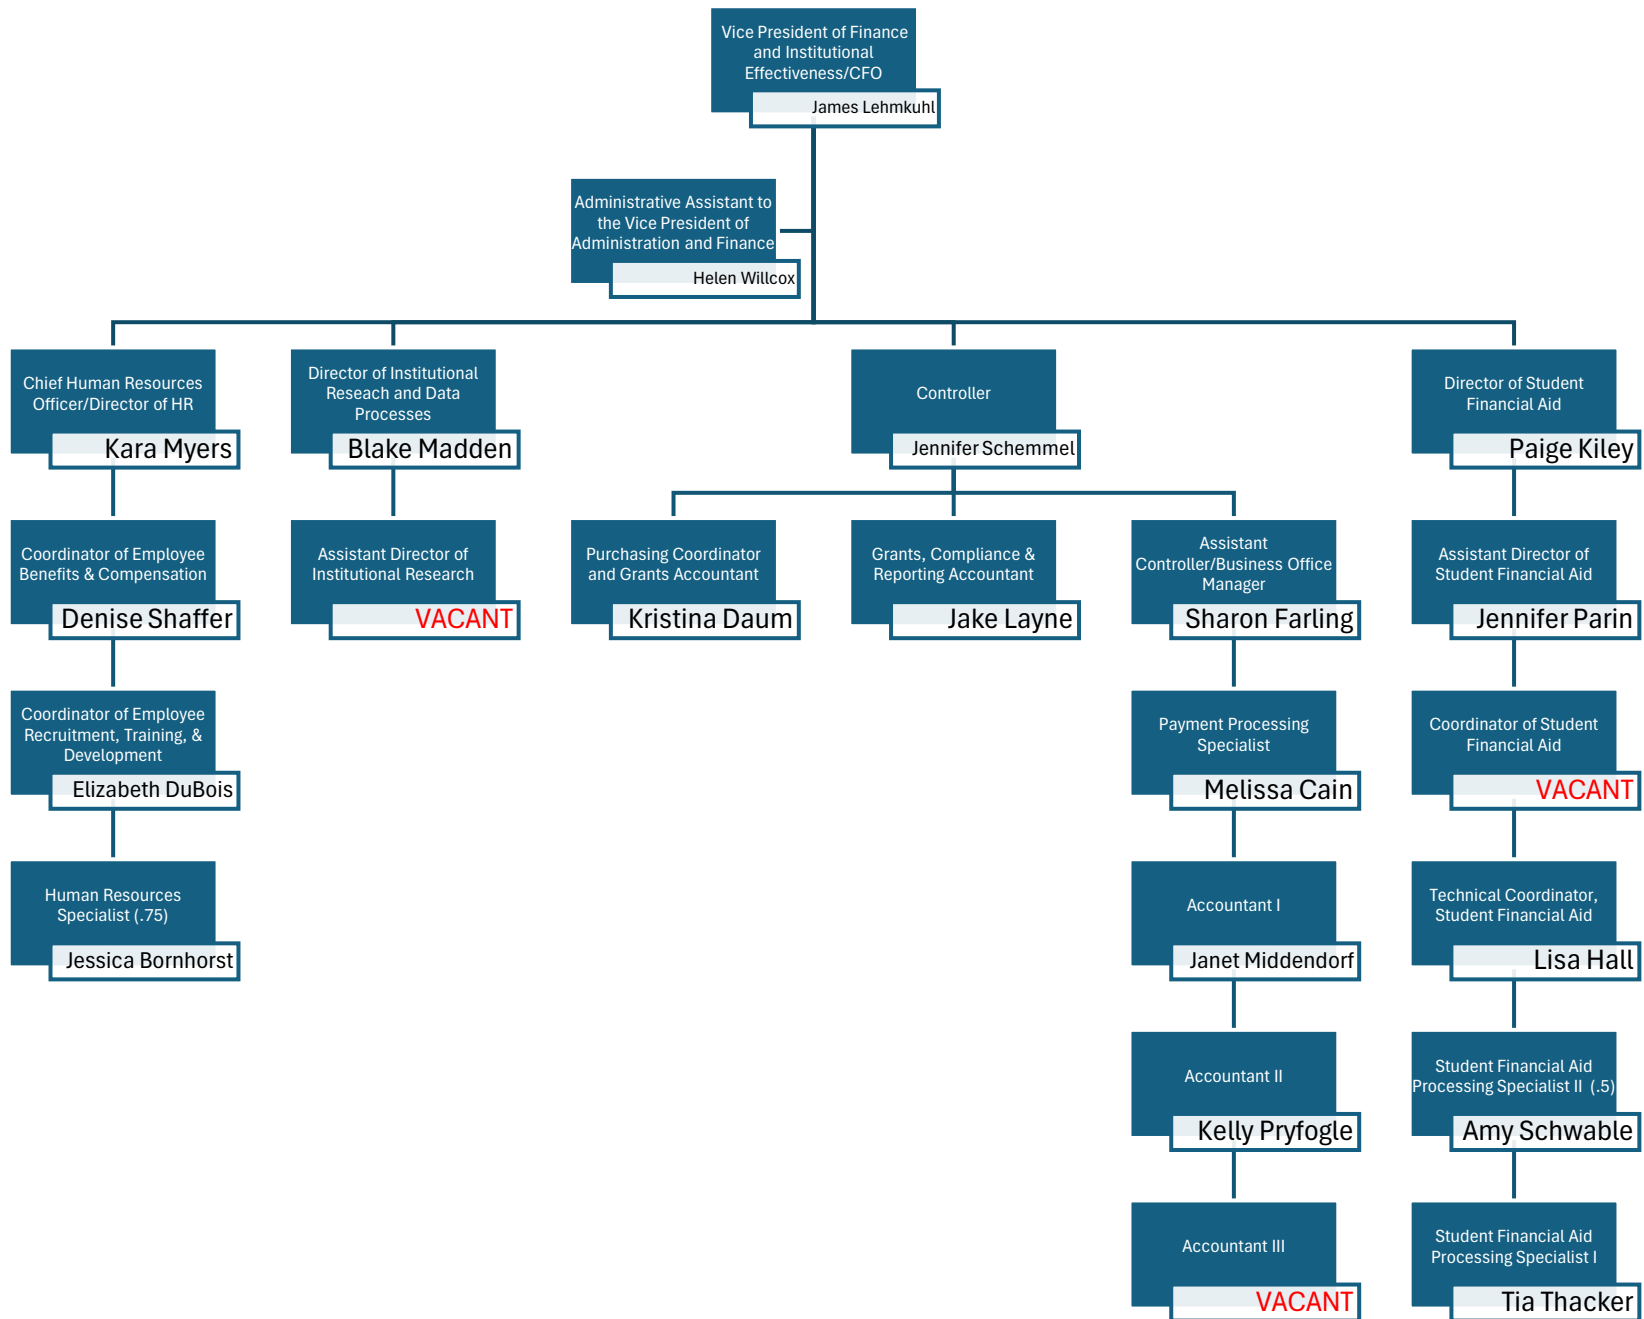 Vice President of Finance
and Institutional
Effectiveness/CFO
James Lehmkuhl
Administrative Assistant to
the Vice President of
Administration and Finance
Helen Willcox
Chief Human Resources
Officer/Director of HR
Kara Myers
Director of Institutional
Reseach and Data
Processes
Blake Madden
Controller
Jennifer Schemmel
Director of Student
Financial Aid
Paige Kiley
Coordinator of Employee
Benefits & Compensation
Denise Shaffer
Assistant Director of
Institutional Research
VACANT
Purchasing Coordinator
and Grants Accountant
Kristina Daum
Grants, Compliance &
Reporting Accountant
Jake Layne
Assistant
Controller/Business Office
Manager
Sharon Farling
Assistant Director of
Student Financial Aid
Jennifer Parin
Coordinator of Employee
Recruitment, Training, &
Development
Elizabeth DuBois
Payment Processing
Specialist
Melissa Cain
Coordinator of Student
Financial Aid
VACANT
Human Resources
Specialist (.75)
Jessica Bornhorst
Accountant I
Janet Middendorf
Technical Coordinator,
Student Financial Aid
Lisa Hall
Accountant II
Kelly Pryfogle
Student Financial Aid
Processing Specialist II (.5)
Amy Schwable
Accountant III
VACANT
Student Financial Aid
Processing Specialist I
Tia Thacker